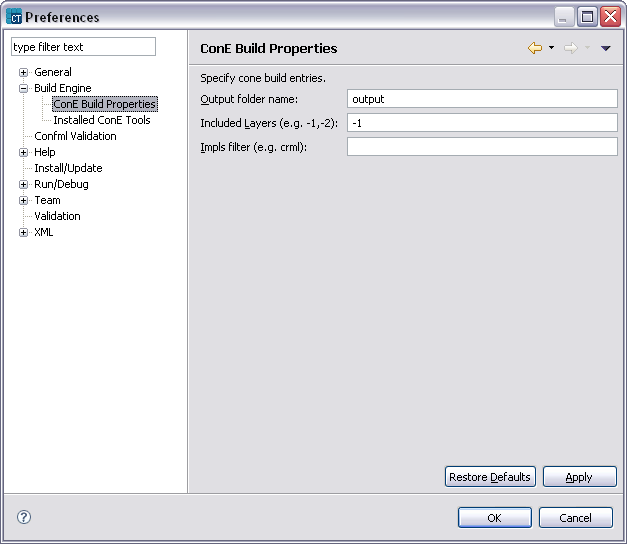 CT Preferences
type filter text
General
Build Engine
ConE Build Properties
Installed ConE Tools
Confml Validation
Help
Install/Update
Run/Debug
Team
Validation
XML
ConE Build Properties
Specify cone build entries.
Output folder name: output
Included Layers (e.g. -1,-2): -1
Impls filter (e.g. crml):
Restore Defaults Apply
? OK Cancel